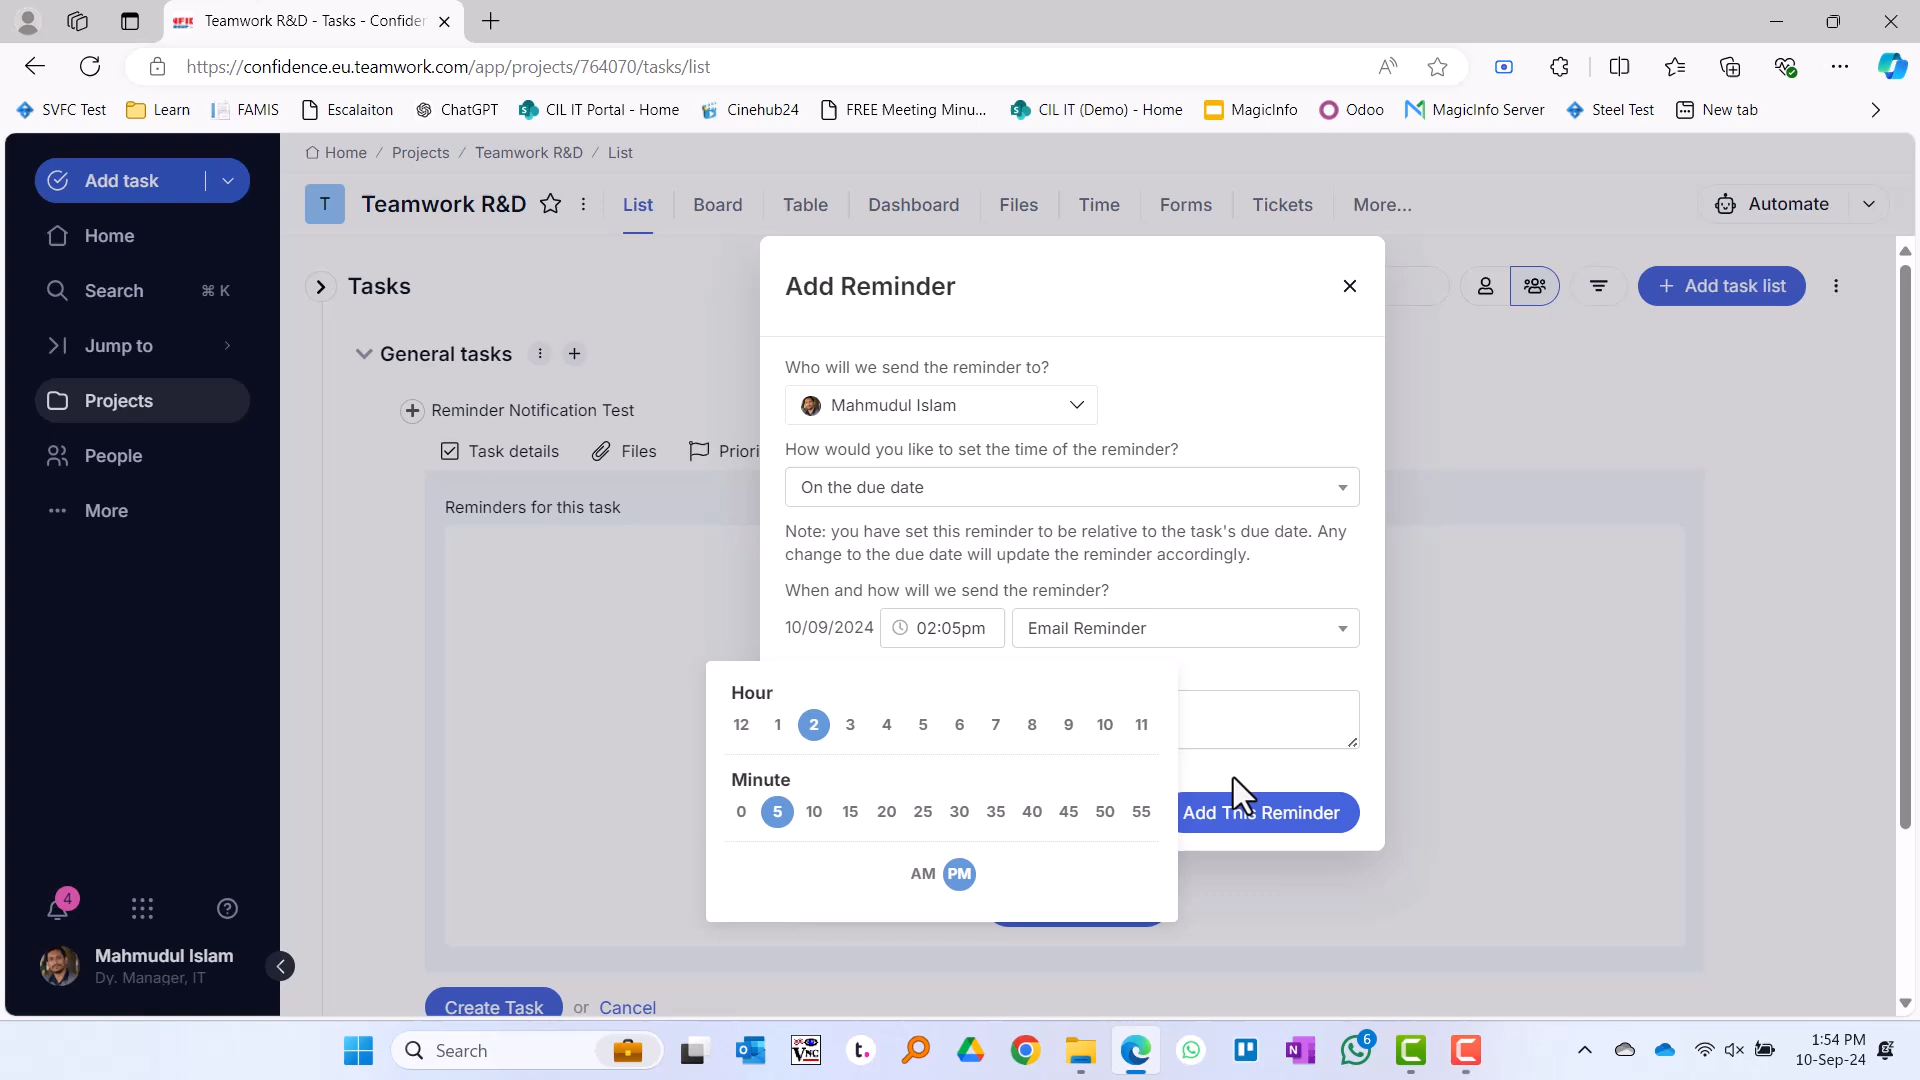 Teamwork R&D - Tasks - Confiden
https://confidence.eu.teamwork.com/app/projects/764070/tasks/list
SVFC Test Learn FAMIS Escalaiton ChatGPT CIL IT Portal - Home Cinehub24 FREE Meeting Minu... CIL IT (Demo) - Home MagicInfo Odoo MagicInfo Server Steel Test New tab
Add task
Home
Search ⌘ K
Jump to
Projects
People
More
4
Mahmudul Islam
Dy. Manager, IT
Home / Projects / Teamwork R&D / List
T Teamwork R&D List Board Table Dashboard Files Time Forms Tickets More... Automate
Tasks
Add task list
General tasks
Reminder Notification Test
Task details Files Priori
Reminders for this task
Add Reminder
Who will we send the reminder to?
Mahmudul Islam
How would you like to set the time of the reminder?
On the due date
Note: you have set this reminder to be relative to the task's due date. Any
change to the due date will update the reminder accordingly.
When and how will we send the reminder?
10/09/2024 02:05pm Email Reminder
Hour
12 1 2 3 4 5 6 7 8 9 10 11
Minute
0 5 10 15 20 25 30 35 40 45 50 55
AM PM
Add This Reminder
Create Task or Cancel
Search
VNC
t.
N
6
1:54 PM
10-Sep-24